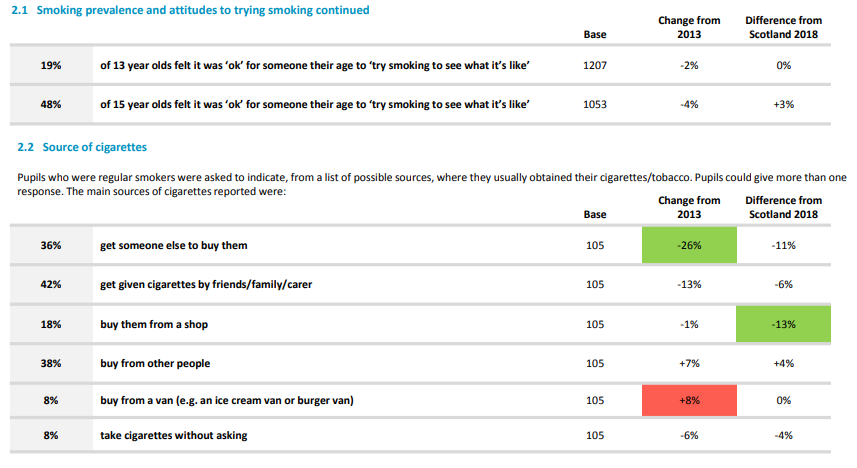 2.1 Smoking prevalence and attitudes to trying smoking continued
Base
Change from
2013
Difference from
Scotland 2018
19% of 13 year olds felt it was ‘ok’ for someone their age to ‘try smoking to see what it’s like’ 1207 -2% 0%
48% of 15 year olds felt it was ‘ok’ for someone their age to ‘try smoking to see what it’s like’ 1053 -4% +3%
2.2 Source of cigarettes
Pupils who were regular smokers were asked to indicate, from a list of possible sources, where they usually obtained their cigarettes/tobacco. Pupils could give more than one
response. The main sources of cigarettes reported were:
Base
Change from
2013
Difference from
Scotland 2018
36% get someone else to buy them 105 -26% -11%
42% get given cigarettes by friends/family/carer 105 -13% -6%
18% buy them from a shop 105 -1% -13%
38% buy from other people 105 +7% +4%
8% buy from a van (e.g. an ice cream van or burger van) 105 +8% 0%
8% take cigarettes without asking 105 -6% -4%